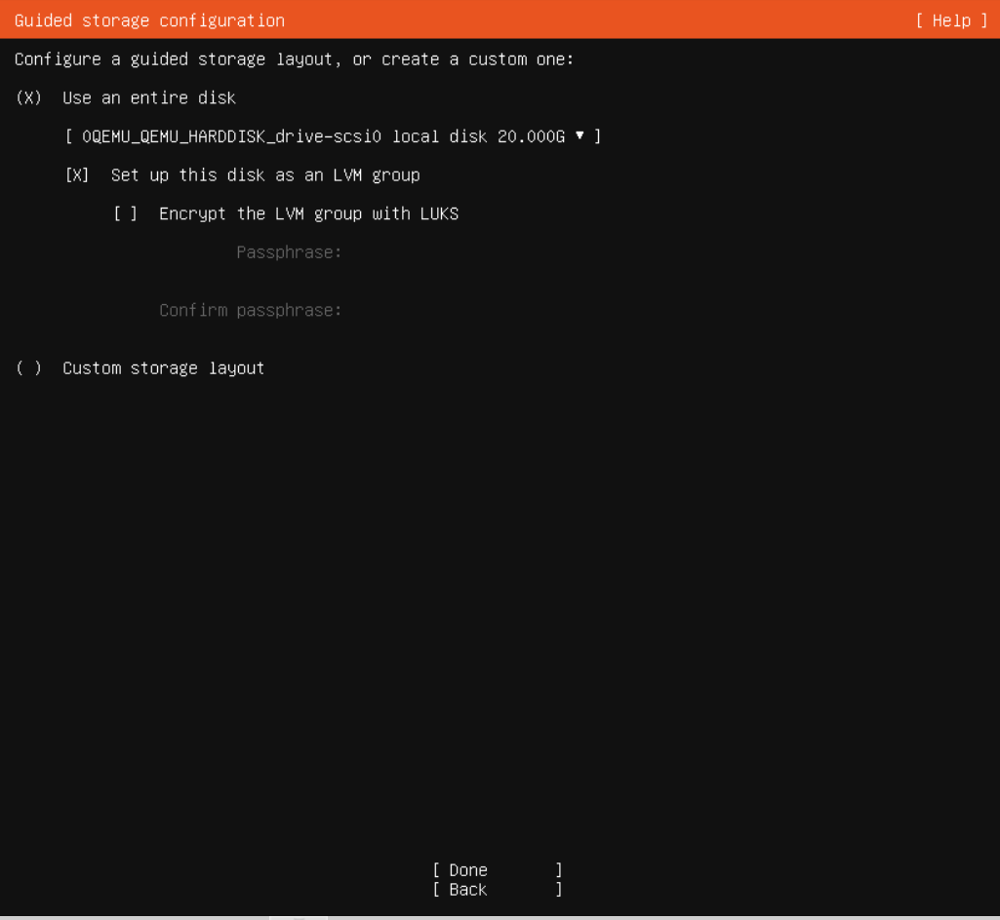 Guided storage configuration [ Help ]
Configure a guided storage layout, or create a custom one:
(X) Use an entire disk
[ 0QEMU_QEMU_HARDDISK_drive-scsi0 local disk 20.000G ▾ ]
[X] Set up this disk as an LVM group
[ ] Encrypt the LVM group with LUKS
Passphrase:
Confirm passphrase:
( ) Custom storage layout
[ Done ]
[ Back ]